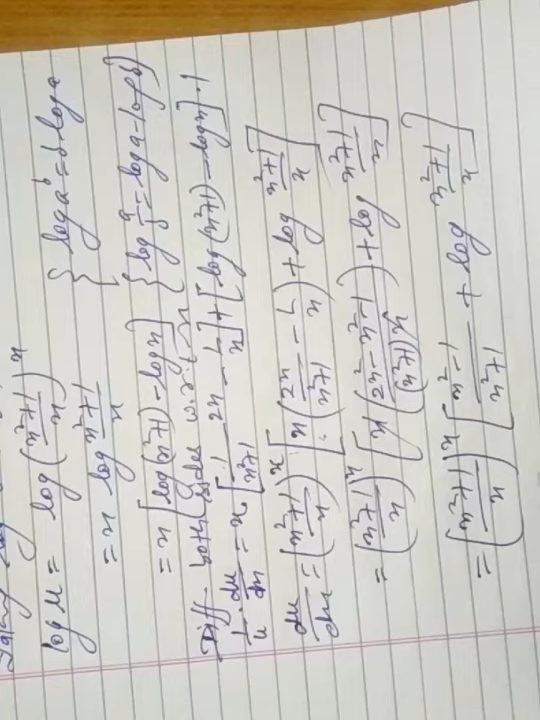 log u = log(x²+1/x)^x {log a^b = b log a}
= x log x²+1/x
= x[log(x²+1) - log x] {log a/b = log a - log b}
Diff. both sides w.r.t x
1/u . du/dx = x[1/x²+1 . 2x - 1/x] + [log(x²+1) - log x] . 1
du/dx = (x²+1/x)^x [x(2x/x²+1 - 1/x) + log x²+1/x]
= (x²+1/x)^x [x(2x²-x²-1/(x²+1)x) + log x²+1/x]
= (x²+1/x)^x [x²-1/x²+1 + log x²+1/x]